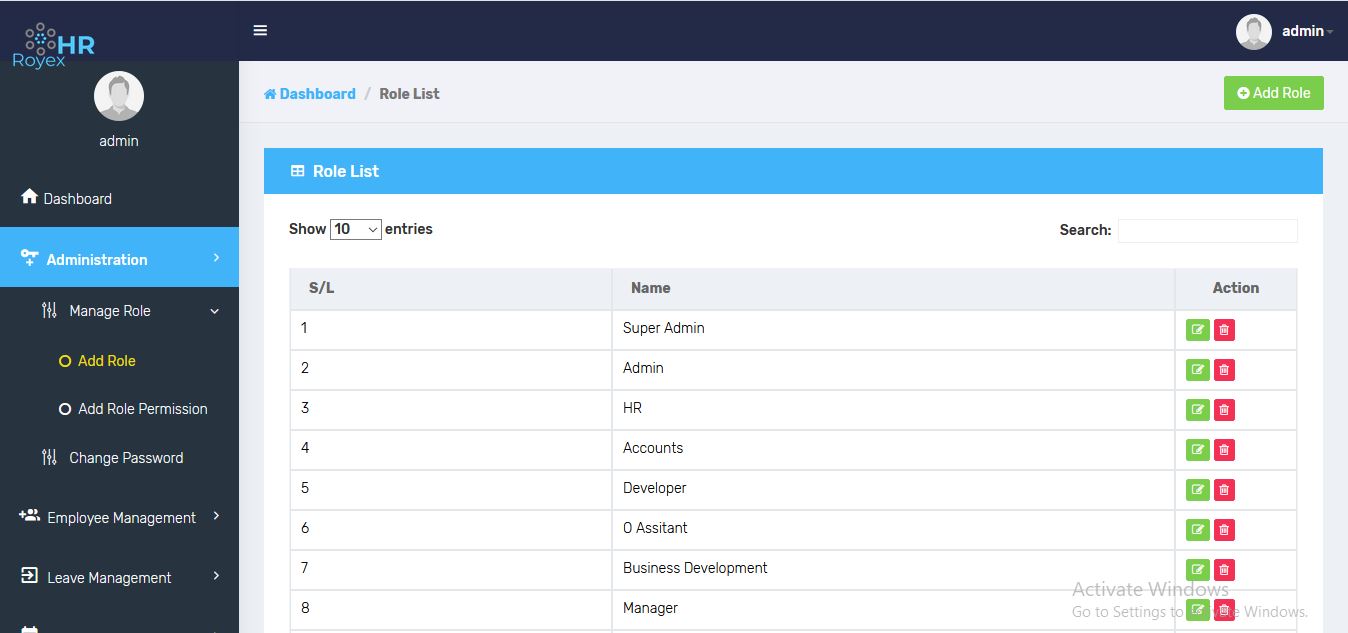 HR
Royex
admin
admin
Dashboard
Administration
Manage Role
Add Role
Add Role Permission
Change Password
Employee Management
Leave Management
Dashboard / Role List
Add Role
Role List
Show 10 entries
Search:
S/L Name Action
1 Super Admin
2 Admin
3 HR
4 Accounts
5 Developer
6 O Assitant
7 Business Development
8 Manager
Activate Windows
Go to Settings to activate Windows.